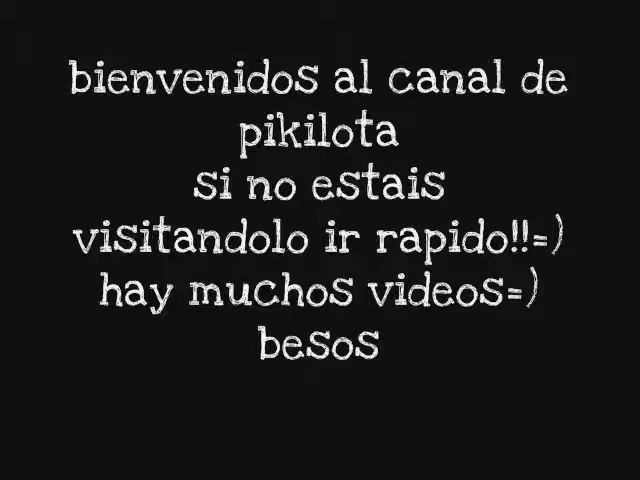 bienvenidos al canal de
pikilota
si no estais
visitandolo ir rapido!!=)
hay muchos videos=)
besos